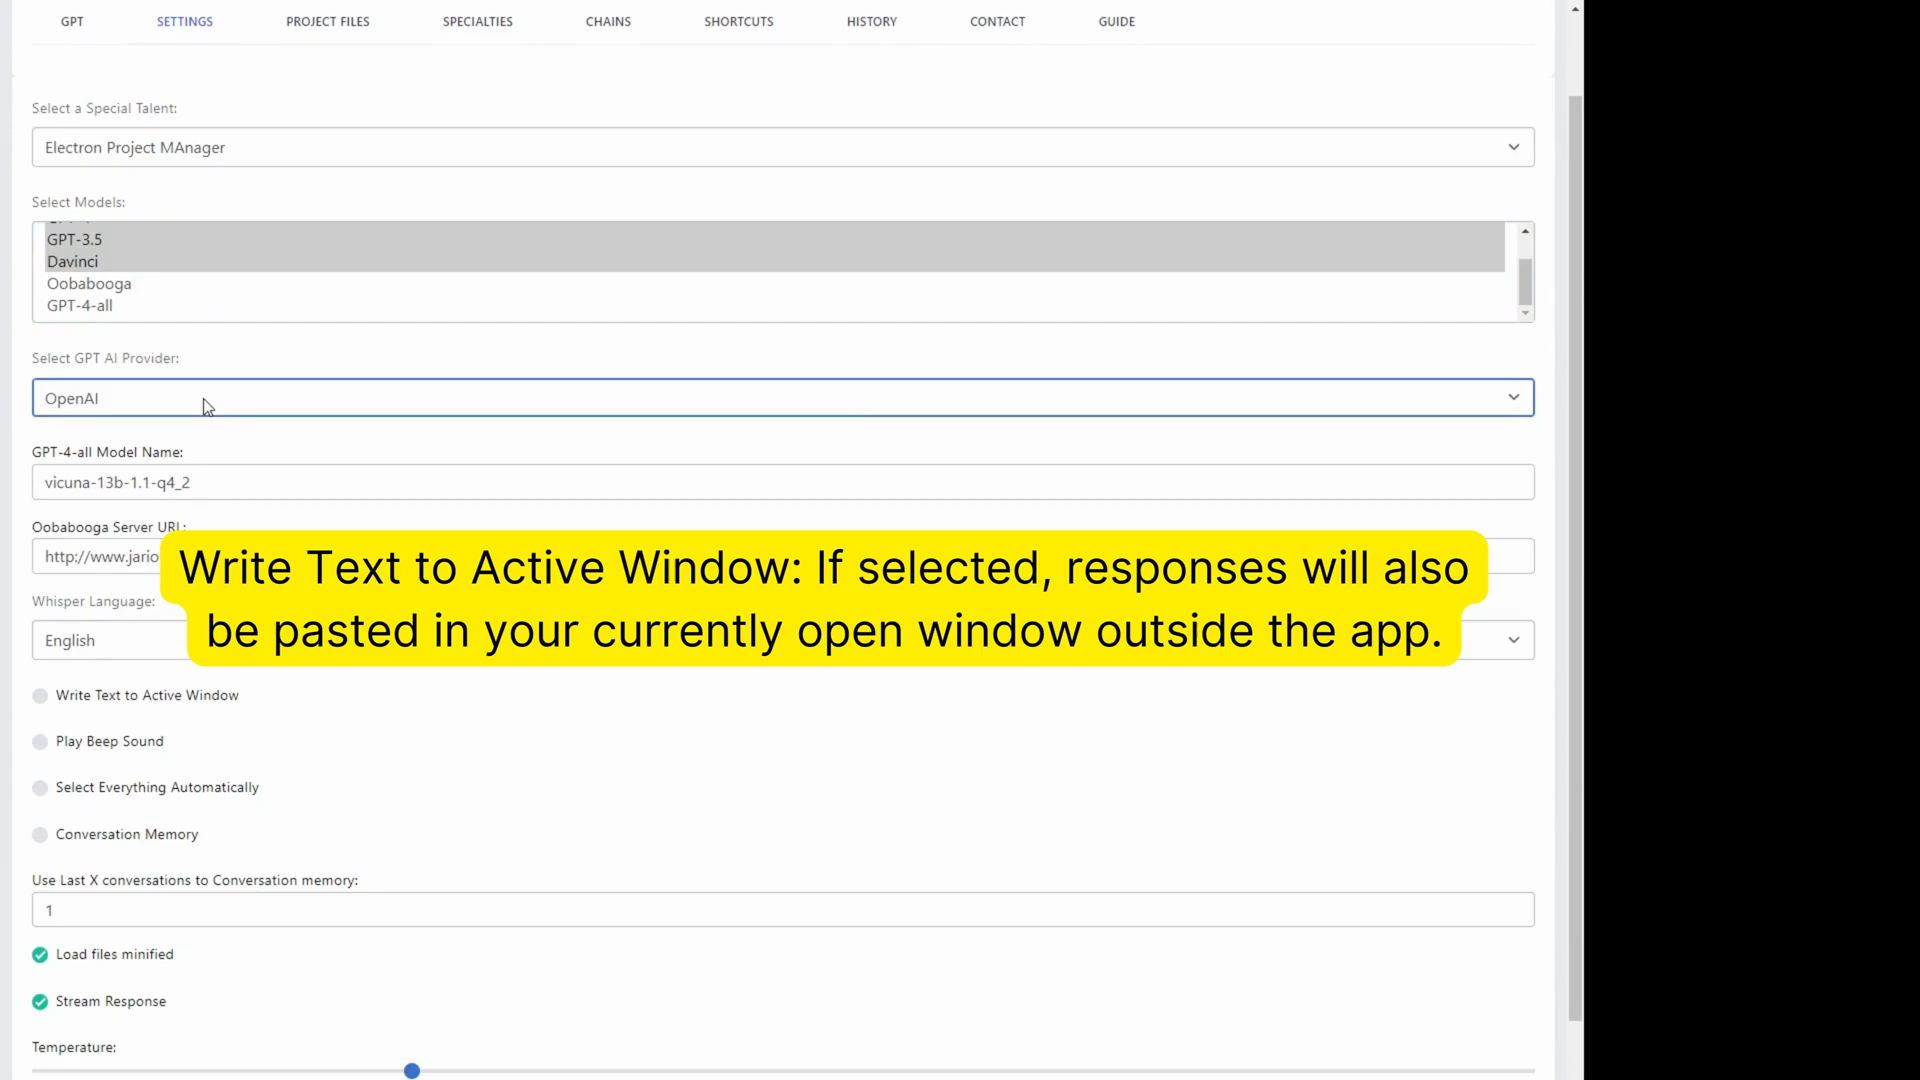 GPT SETTINGS PROJECT FILES SPECIALTIES CHAINS SHORTCUTS HISTORY CONTACT GUIDE
Select a Special Talent:
Electron Project MAnager
Select Models:
GPT-3.5
Davinci
Oobabooga
GPT-4-all
Select GPT AI Provider:
OpenAI
GPT-4-all Model Name:
vicuna-13b-1.1-q4_2
Oobabooga Server URL:
http://www.jario
Write Text to Active Window: If selected, responses will also
be pasted in your currently open window outside the app.
Whisper Language:
English
Write Text to Active Window
Play Beep Sound
Select Everything Automatically
Conversation Memory
Use Last X conversations to Conversation memory:
1
Load files minified
Stream Response
Temperature: